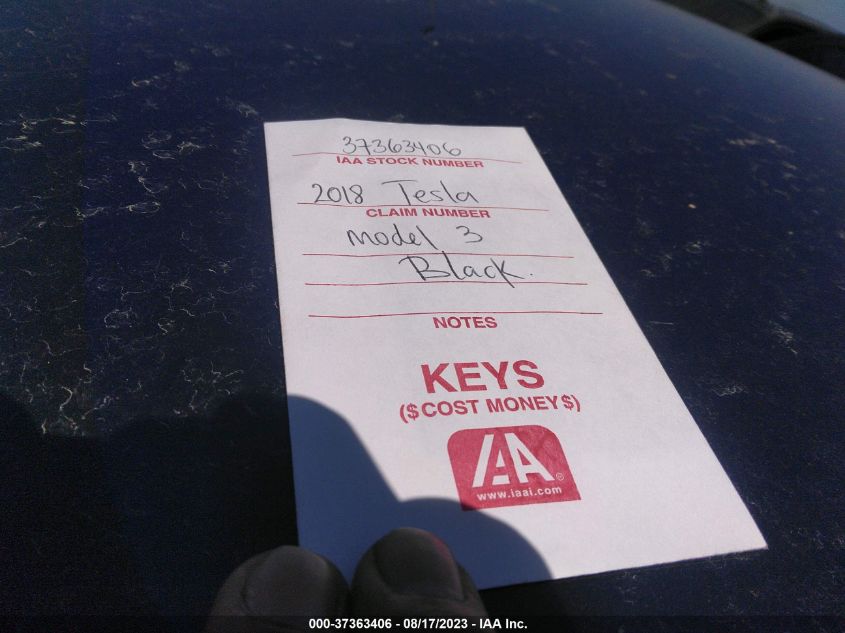 37363406
IAA STOCK NUMBER
2018 Tesla
CLAIM NUMBER
Model 3
Black.
NOTES
KEYS
($COST MONEY$)
IAA©
www.iaai.com
000-37363406 - 08/17/2023 - IAA Inc.